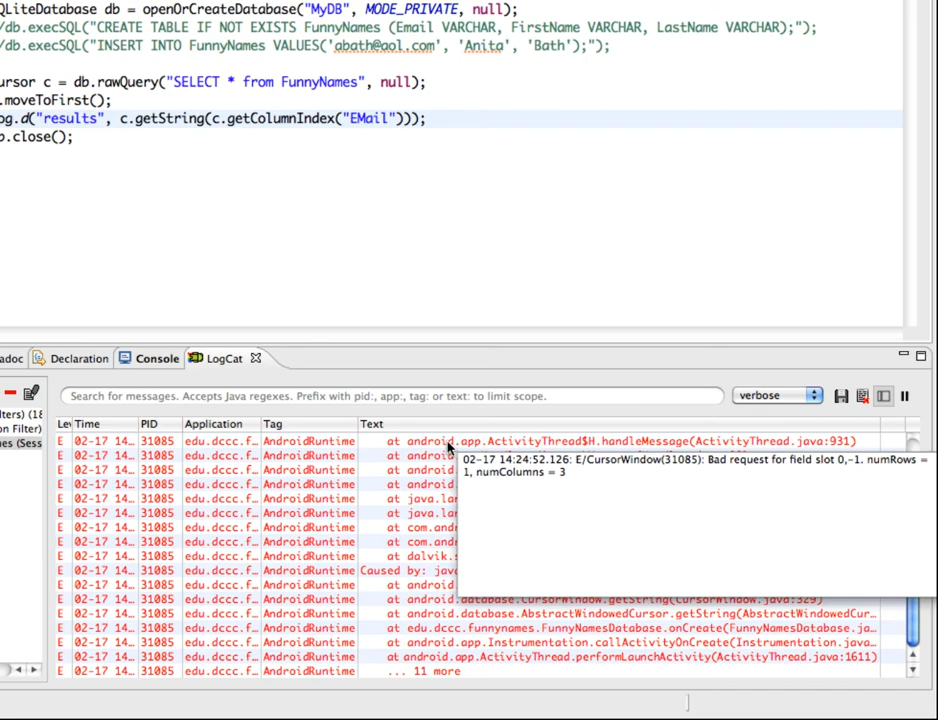 QLiteDatabase db = openOrCreateDatabase("MyDB", MODE_PRIVATE, null);
/db.execSQL("CREATE TABLE IF NOT EXISTS FunnyNames (Email VARCHAR, FirstName VARCHAR, LastName VARCHAR);");
/db.execSQL("INSERT INTO FunnyNames VALUES('abath@aol.com', 'Anita', 'Bath');");
ursor c = db.rawQuery("SELECT * from FunnyNames", null);
.moveToFirst();
og.d("results", c.getString(c.getColumnIndex("EMail")));
b.close();
adoc Declaration Console LogCat
Search for messages. Accepts Java regexes. Prefix with pid:, app:, tag: or text: to limit scope. verbose
lters) (18
on Filter)
nes (Sess
Lev Time PID Application Tag Text
E 02-17 14... 31085 edu.dccc.f... AndroidRuntime at android.app.ActivityThread$H.handleMessage(ActivityThread.java:931)
02-17 14:24:52.126: E/CursorWindow(31085): Bad request for field slot 0,-1. numRows = 1, numColumns = 3
E 02-17 14... 31085 edu.dccc.f... AndroidRuntime at android
E 02-17 14... 31085 edu.dccc.f... AndroidRuntime at android
E 02-17 14... 31085 edu.dccc.f... AndroidRuntime at android
E 02-17 14... 31085 edu.dccc.f... AndroidRuntime at java.lan
E 02-17 14... 31085 edu.dccc.f... AndroidRuntime at java.lan
E 02-17 14... 31085 edu.dccc.f... AndroidRuntime at com.andr
E 02-17 14... 31085 edu.dccc.f... AndroidRuntime at com.andr
E 02-17 14... 31085 edu.dccc.f... AndroidRuntime at dalvik.s
E 02-17 14... 31085 edu.dccc.f... AndroidRuntime Caused by: java
E 02-17 14... 31085 edu.dccc.f... AndroidRuntime at android
E 02-17 14... 31085 edu.dccc.f... AndroidRuntime at android.database.CursorWindow.getString(CursorWindow.java:329)
E 02-17 14... 31085 edu.dccc.f... AndroidRuntime at android.database.AbstractWindowedCursor.getString(AbstractWindowedCur...
E 02-17 14... 31085 edu.dccc.f... AndroidRuntime at edu.dccc.funnynames.FunnyNamesDatabase.onCreate(FunnyNamesDatabase.ja...
E 02-17 14... 31085 edu.dccc.f... AndroidRuntime at android.app.Instrumentation.callActivityOnCreate(Instrumentation.java...
E 02-17 14... 31085 edu.dccc.f... AndroidRuntime at android.app.ActivityThread.performLaunchActivity(ActivityThread.java:1611)
E 02-17 14... 31085 edu.dccc.f... AndroidRuntime ... 11 more